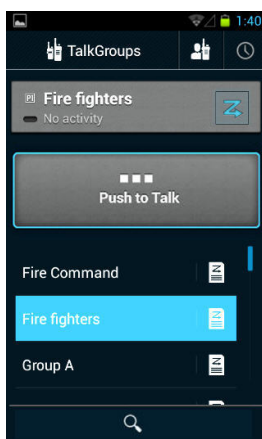 1:40
TalkGroups
Fire fighters
No activity
Push to Talk
Fire Command
Fire fighters
Group A